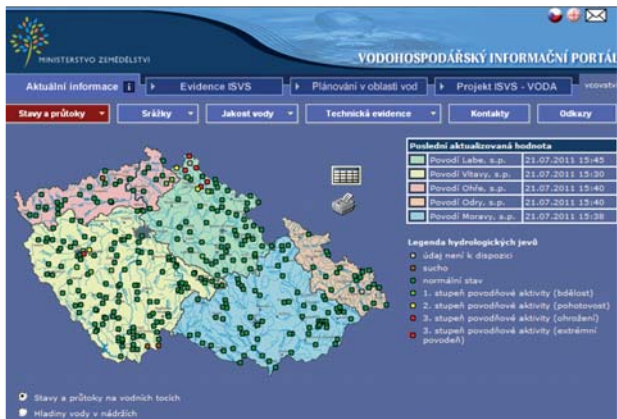 MINISTERSTVO ZEMĚDĚLSTVÍ
VODOHOSPODÁŘSKÝ INFORMAČNÍ PORTÁL
Aktuální informace i Evidence ISVS Plánování v oblasti vod Projekt ISVS - VODA vcovství
Stavy a průtoky Srážky Jakost vody Technická evidence Kontakty Odkazy
Poslední aktualizovaná hodnota
Povodí Labe, s.p. 21.07.2011 15:45
Povodí Vltavy, s.p. 21.07.2011 15:30
Povodí Ohře, s.p. 21.07.2011 15:40
Povodí Odry, s.p. 21.07.2011 15:40
Povodí Moravy, s.p. 21.07.2011 15:38
Legenda hydrologických jevů
údaj není k dispozici
sucho
normální stav
1. stupeň povodňové aktivity (bdělost)
2. stupeň povodňové aktivity (pohotovost)
3. stupeň povodňové aktivity (ohrožení)
3. stupeň povodňové aktivity (extrémní
povodeň)
Stavy a průtoky na vodních tocích
Hladiny vody v nádržích